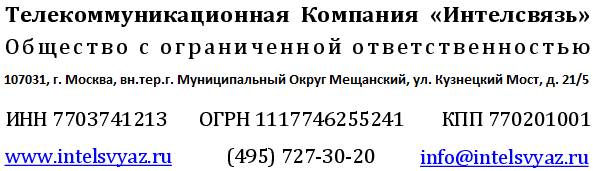 Телекоммуникационная Компания «Интелсвязь»
Общество с ограниченной ответственностью
107031, г. Москва, вн.тер.г. Муниципальный Округ Мещанский, ул. Кузнецкий Мост, д. 21/5
ИНН 7703741213 ОГРН 1117746255241 КПП 770201001
www.intelsvyaz.ru (495) 727-30-20 info@intelsvyaz.ru